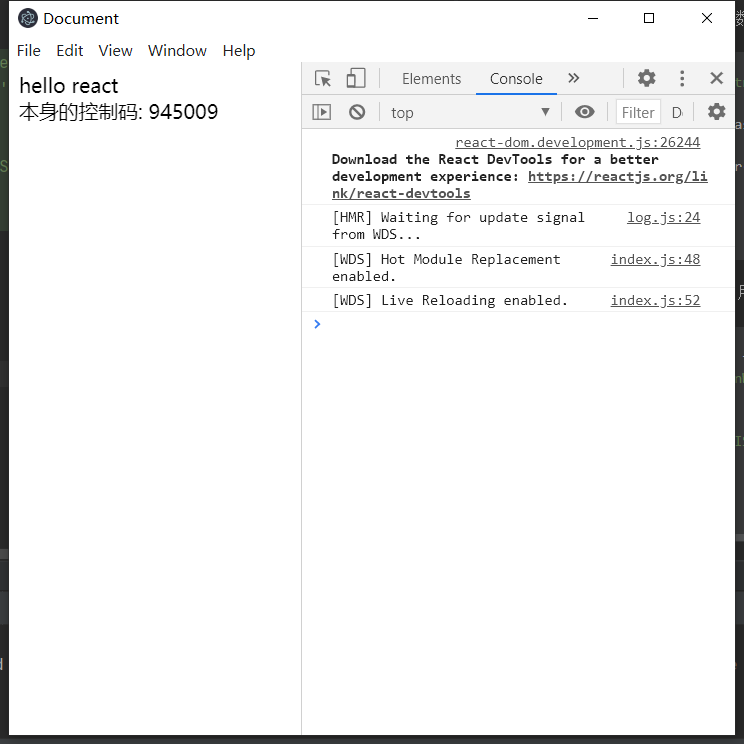 Document
File Edit View Window Help
hello react
本身的控制码: 945009
Elements Console
top Filter
react-dom.development.js:26244
Download the React DevTools for a better
development experience: https://reactjs.org/li
nk/react-devtools
[HMR] Waiting for update signal log.js:24
from WDS...
[WDS] Hot Module Replacement index.js:48
enabled.
[WDS] Live Reloading enabled. index.js:52